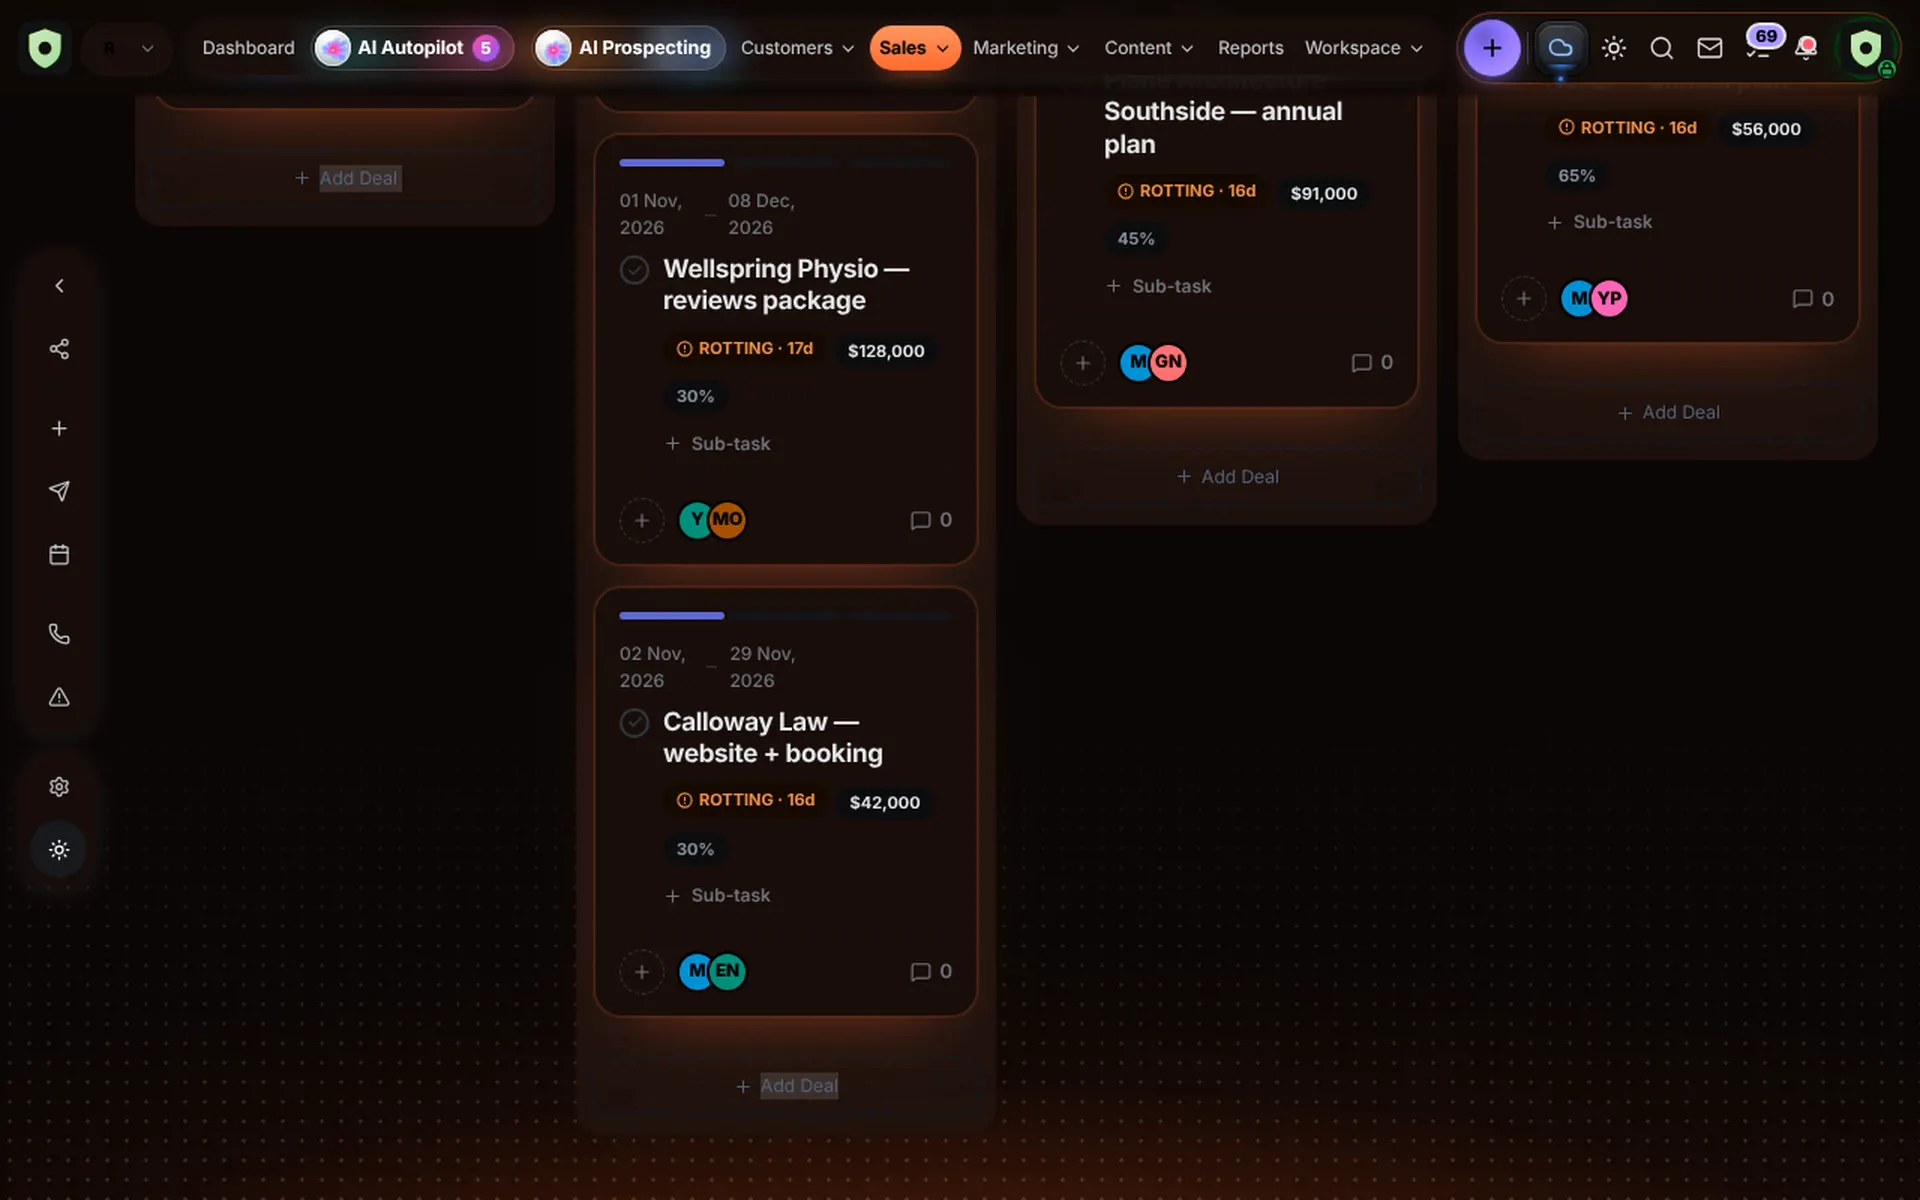 R
Dashboard
AI Autopilot 5
AI Prospecting
Customers
Sales
Marketing
Content
Reports
Workspace
69
+ Add Deal
01 Nov, 2026 – 08 Dec, 2026
Wellspring Physio —
reviews package
ROTTING · 17d $128,000
30%
+ Sub-task
Y MO 0
02 Nov, 2026 – 29 Nov, 2026
Calloway Law —
website + booking
ROTTING · 16d $42,000
30%
+ Sub-task
M EN 0
+ Add Deal
Southside — annual
plan
ROTTING · 16d $91,000
45%
+ Sub-task
M GN 0
+ Add Deal
ROTTING · 16d $56,000
65%
+ Sub-task
M YP 0
+ Add Deal